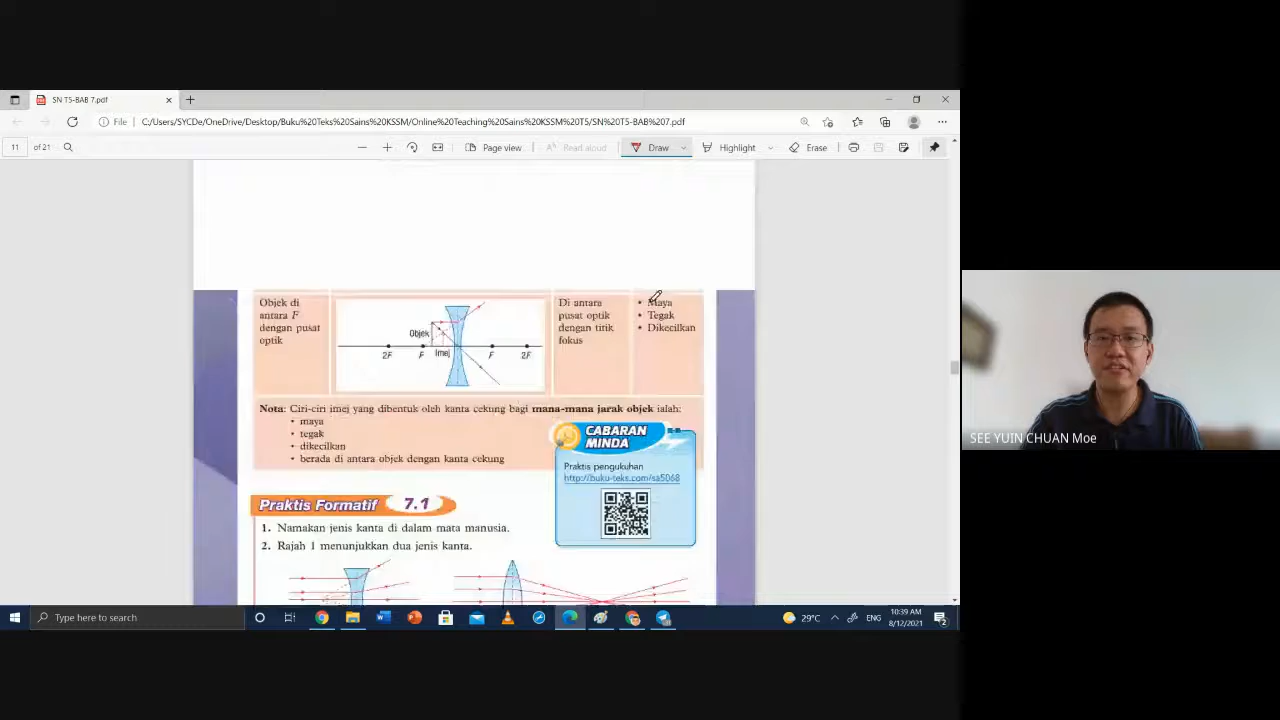 SN T5-BAB 7.pdf
File
C:/Users/SYCDe/OneDrive/Desktop/Buku%20Teks%20Sains%20KSSM/Online%20Teaching%20Sains%20KSSM%20T5/SN%20T5-BAB%207.pdf
11 of 21
Page view
Read aloud
Draw
Highlight
Erase
Objek di
antara F
dengan pusat
optik
Objek
2F
F
Imej
F
2F
Di antara
pusat optik
dengan titik
fokus
• Maya
• Tegak
• Dikecilkan
Nota: Ciri-ciri imej yang dibentuk oleh kanta cekung bagi mana-mana jarak objek ialah:
• maya
• tegak
• dikecilkan
• berada di antara objek dengan kanta cekung
CABARAN
MINDA
Praktis pengukuhan
http://buku-teks.com/sa5068
Praktis Formatif 7.1
1. Namakan jenis kanta di dalam mata manusia.
2. Rajah 1 menunjukkan dua jenis kanta.
SEE YUIN CHUAN Moe
Type here to search
29°C
ENG
10:39 AM
8/12/2021
2